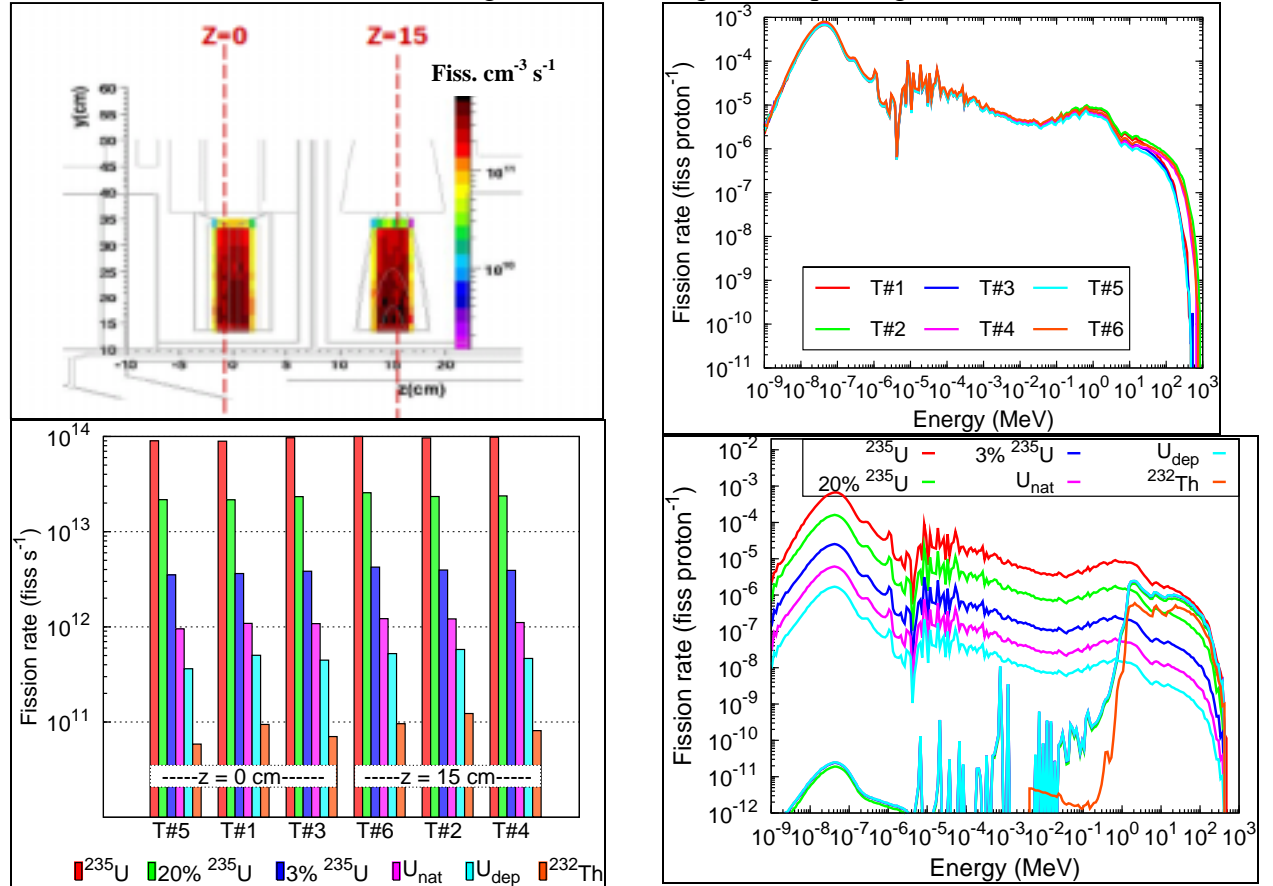 Z=0 Z=15
Fiss. cm⁻³ s⁻¹
y(cm)
60
50
45
40
35
30
25
20
15
10
10¹¹
10¹⁰
-10 -5 0 5 10 15 20
z(cm)
Fission rate (fiss proton⁻¹)
10⁻³
10⁻⁴
10⁻⁵
10⁻⁶
10⁻⁷
10⁻⁸
10⁻⁹
10⁻¹⁰
10⁻¹¹
T#1 T#3 T#5
T#2 T#4 T#6
10⁻⁹ 10⁻⁸ 10⁻⁷ 10⁻⁶ 10⁻⁵ 10⁻⁴ 10⁻³ 10⁻² 10⁻¹ 10⁰ 10¹ 10² 10³
Energy (MeV)
Fission rate (fiss s⁻¹)
10¹⁴
10¹³
10¹²
10¹¹
-----z = 0 cm------ -----z = 15 cm-----
T#5 T#1 T#3 T#6 T#2 T#4
²³⁵U 20% ²³⁵U 3% ²³⁵U Unat Udep ²³²Th
Fission rate (fiss proton⁻¹)
10⁻²
10⁻³
10⁻⁴
10⁻⁵
10⁻⁶
10⁻⁷
10⁻⁸
10⁻⁹
10⁻¹⁰
10⁻¹¹
10⁻¹²
²³⁵U 3% ²³⁵U Udep
20% ²³⁵U Unat ²³²Th
10⁻⁹ 10⁻⁸ 10⁻⁷ 10⁻⁶ 10⁻⁵ 10⁻⁴ 10⁻³ 10⁻² 10⁻¹ 10⁰ 10¹ 10² 10³
Energy (MeV)